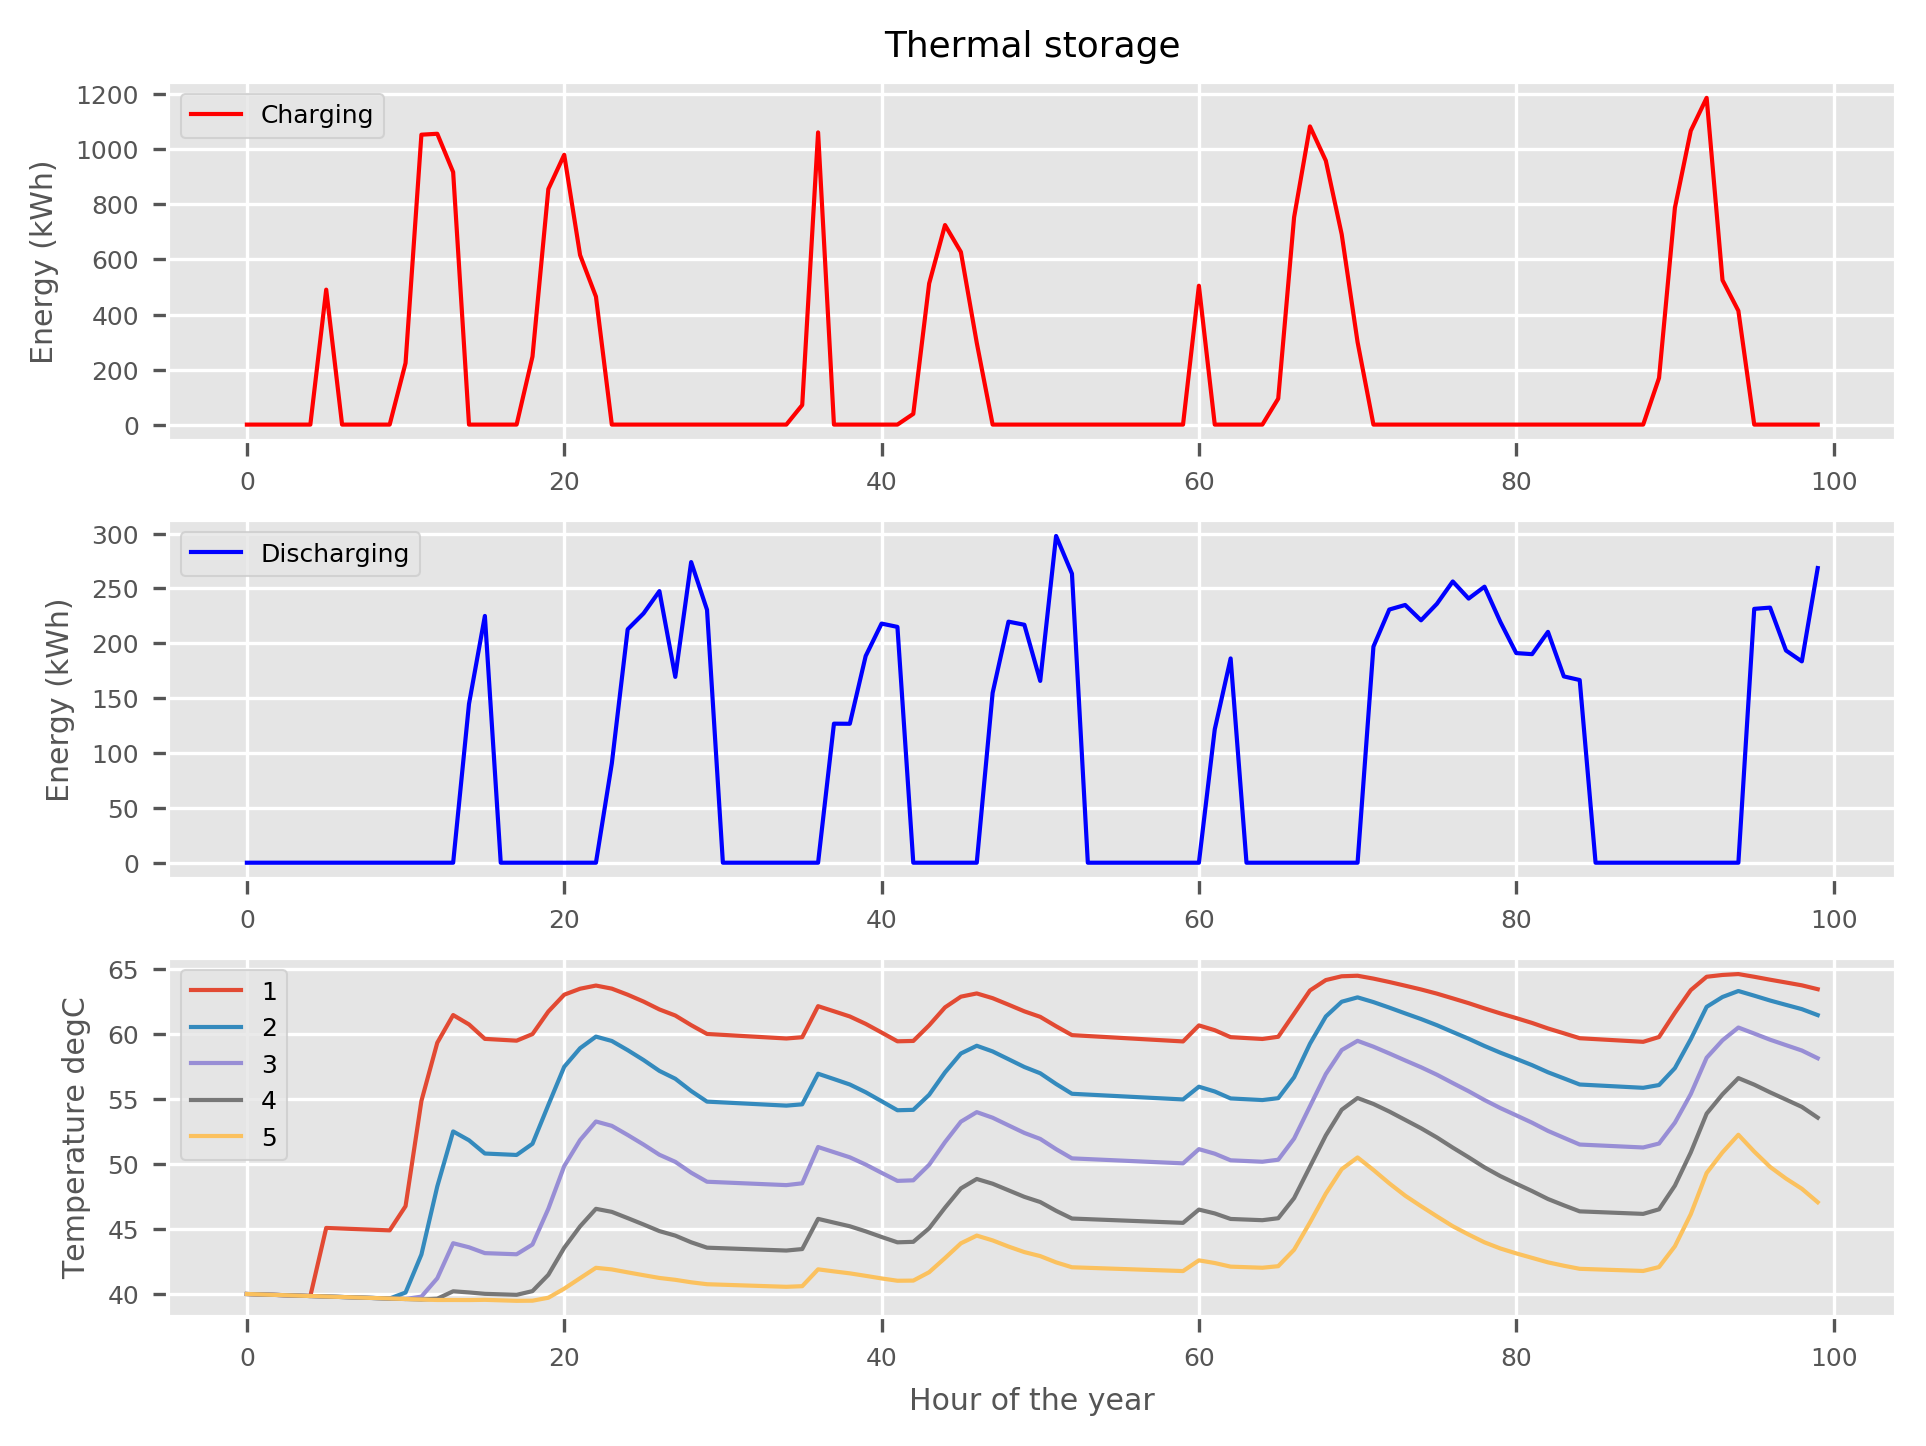 Thermal storage
1200
1000
800
600
400
200
0
Energy (kWh)
Charging
0 20 40 60 80 100
300
250
200
150
100
50
0
Energy (kWh)
Discharging
0 20 40 60 80 100
65
60
55
50
45
40
Temperature degC
1
2
3
4
5
0 20 40 60 80 100
Hour of the year